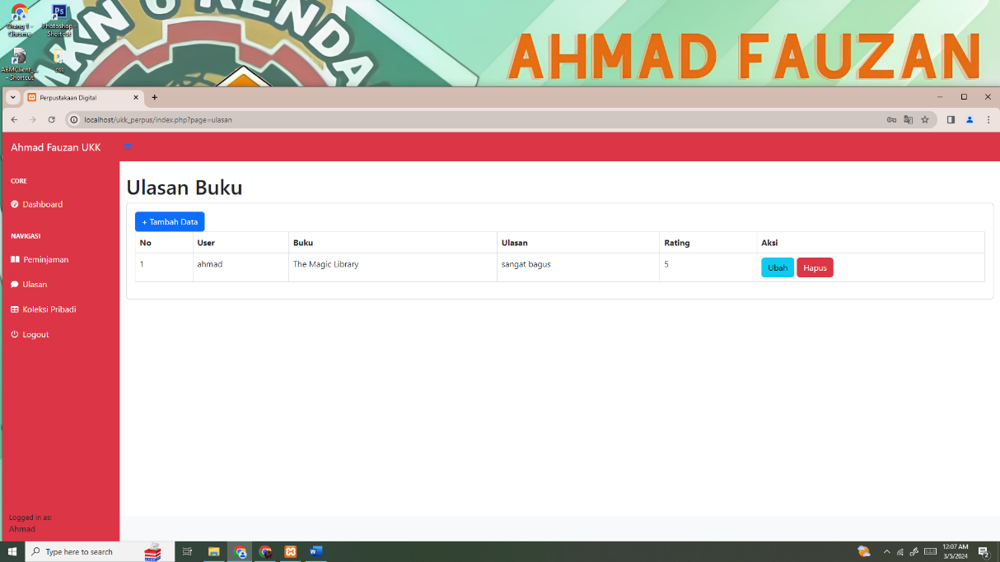 AHMAD FAUZAN
Photoshop -
Shortcut
Chrome
- Shortcut
css
Perpustakaan Digital
localhost/ukk_perpus/index.php?page=ulasan
Ahmad Fauzan UKK
CORE
Dashboard
NAVIGASI
Peminjaman
Ulasan
Koleksi Pribadi
Logout
Logged in as:
Ahmad
Ulasan Buku
+ Tambah Data
No User Buku Ulasan Rating Aksi
1 ahmad The Magic Library sangat bagus 5 Ubah Hapus
Type here to search
12:07 AM
3/5/2024
2